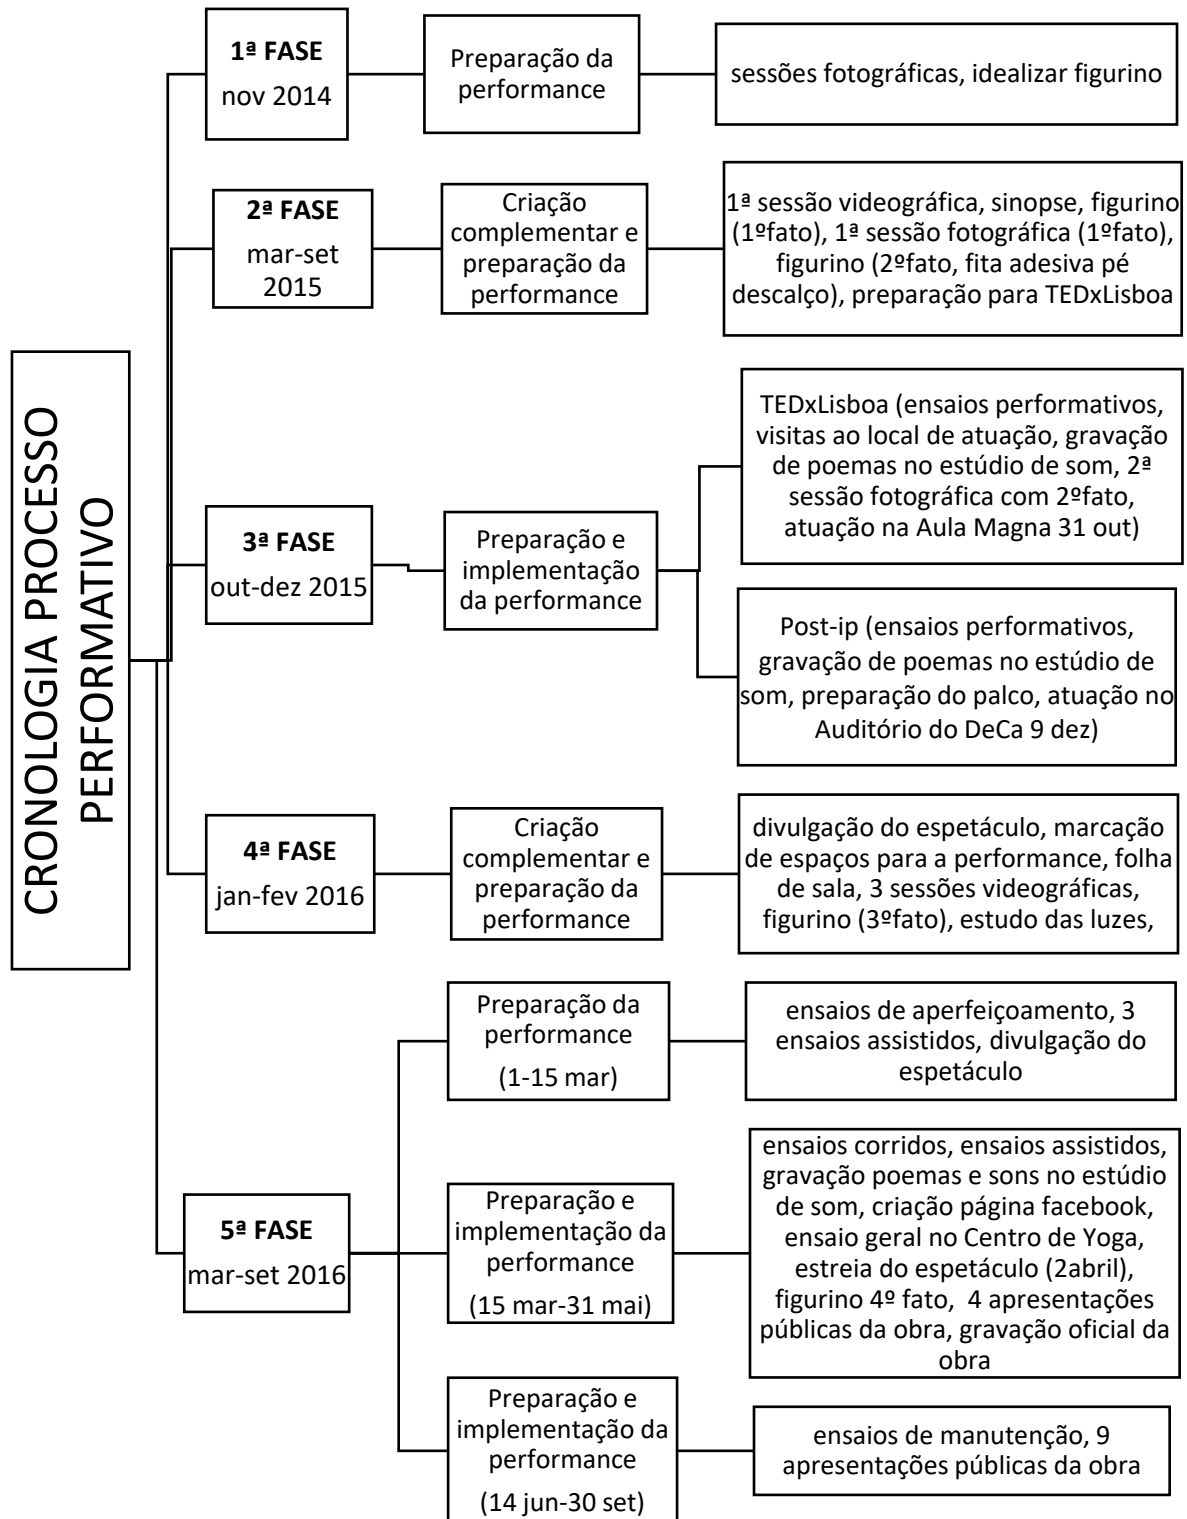 CRONOLOGIA PROCESSO
PERFORMATIVO
1ª FASE
nov 2014
Preparação da
performance
sessões fotográficas, idealizar figurino
2ª FASE
mar-set
2015
Criação
complementar e
preparação da
performance
1ª sessão videográfica, sinopse, figurino
(1ºfato), 1ª sessão fotográfica (1ºfato),
figurino (2ºfato, fita adesiva pé
descalço), preparação para TEDxLisboa
3ª FASE
out-dez 2015
Preparação e
implementação
da performance
TEDxLisboa (ensaios performativos,
visitas ao local de atuação, gravação
de poemas no estúdio de som, 2ª
sessão fotográfica com 2ºfato,
atuação na Aula Magna 31 out)
Post-ip (ensaios performativos,
gravação de poemas no estúdio de
som, preparação do palco, atuação no
Auditório do DeCa 9 dez)
4ª FASE
jan-fev 2016
Criação
complementar e
preparação da
performance
divulgação do espetáculo, marcação
de espaços para a performance, folha
de sala, 3 sessões videográficas,
figurino (3ºfato), estudo das luzes,
5ª FASE
mar-set 2016
Preparação da
performance
(1-15 mar)
ensaios de aperfeiçoamento, 3
ensaios assistidos, divulgação do
espetáculo
Preparação e
implementação da
performance
(15 mar-31 mai)
ensaios corridos, ensaios assistidos,
gravação poemas e sons no estúdio
de som, criação página facebook,
ensaio geral no Centro de Yoga,
estreia do espetáculo (2abril),
figurino 4º fato, 4 apresentações
públicas da obra, gravação oficial da
obra
Preparação e
implementação da
performance
(14 jun-30 set)
ensaios de manutenção, 9
apresentações públicas da obra